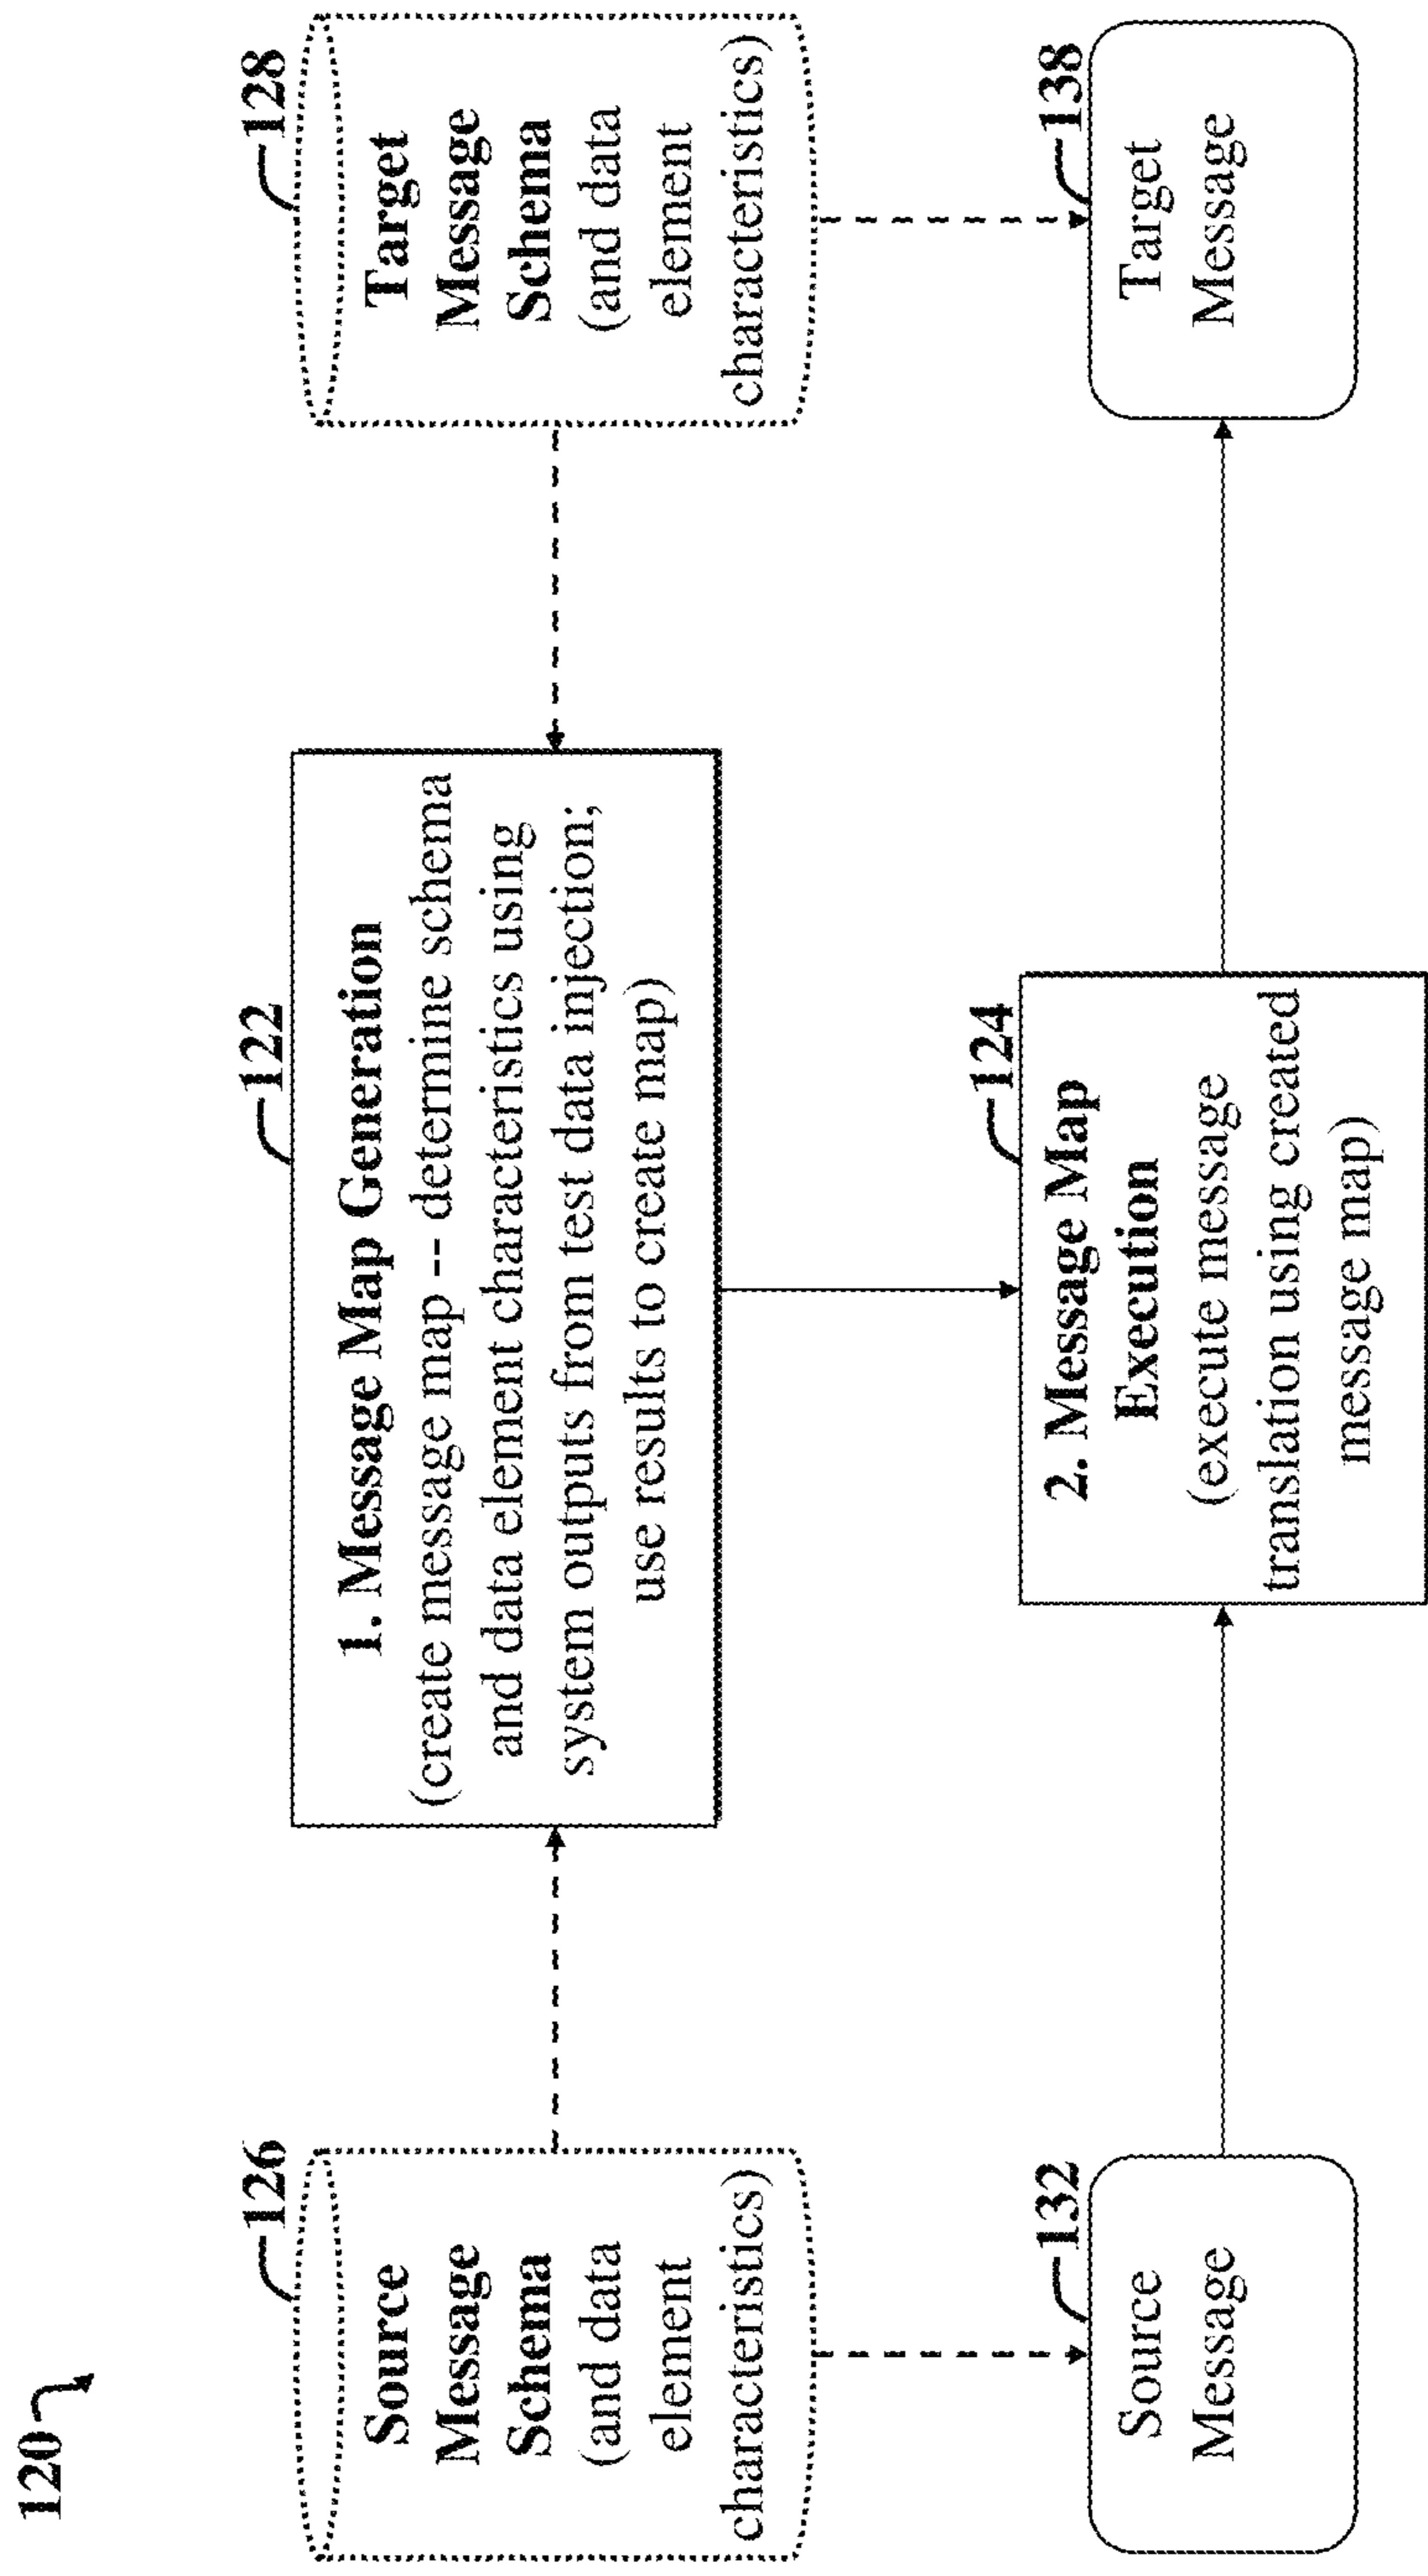 120
126
Source
Message
Schema
(and data
element
characteristics)
122
1. Message Map Generation
(create message map -- determine schema
and data element characteristics using
system outputs from test data injection;
use results to create map)
128
Target
Message
Schema
(and data
element
characteristics)
132
Source
Message
124
2. Message Map
Execution
(execute message
translation using created
message map)
138
Target
Message